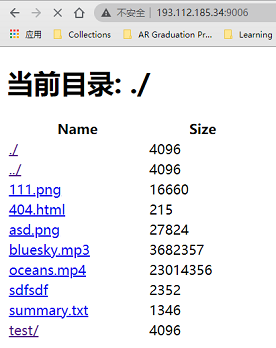 不安全 | 193.112.185.34:9006
应用 Collections AR Graduation Pr... Learning
当前目录: ./
Name Size
./ 4096
../ 4096
111.png 16660
404.html 215
asd.png 27824
bluesky.mp3 3682357
oceans.mp4 23014356
sdfsdf 2352
summary.txt 1346
test/ 4096